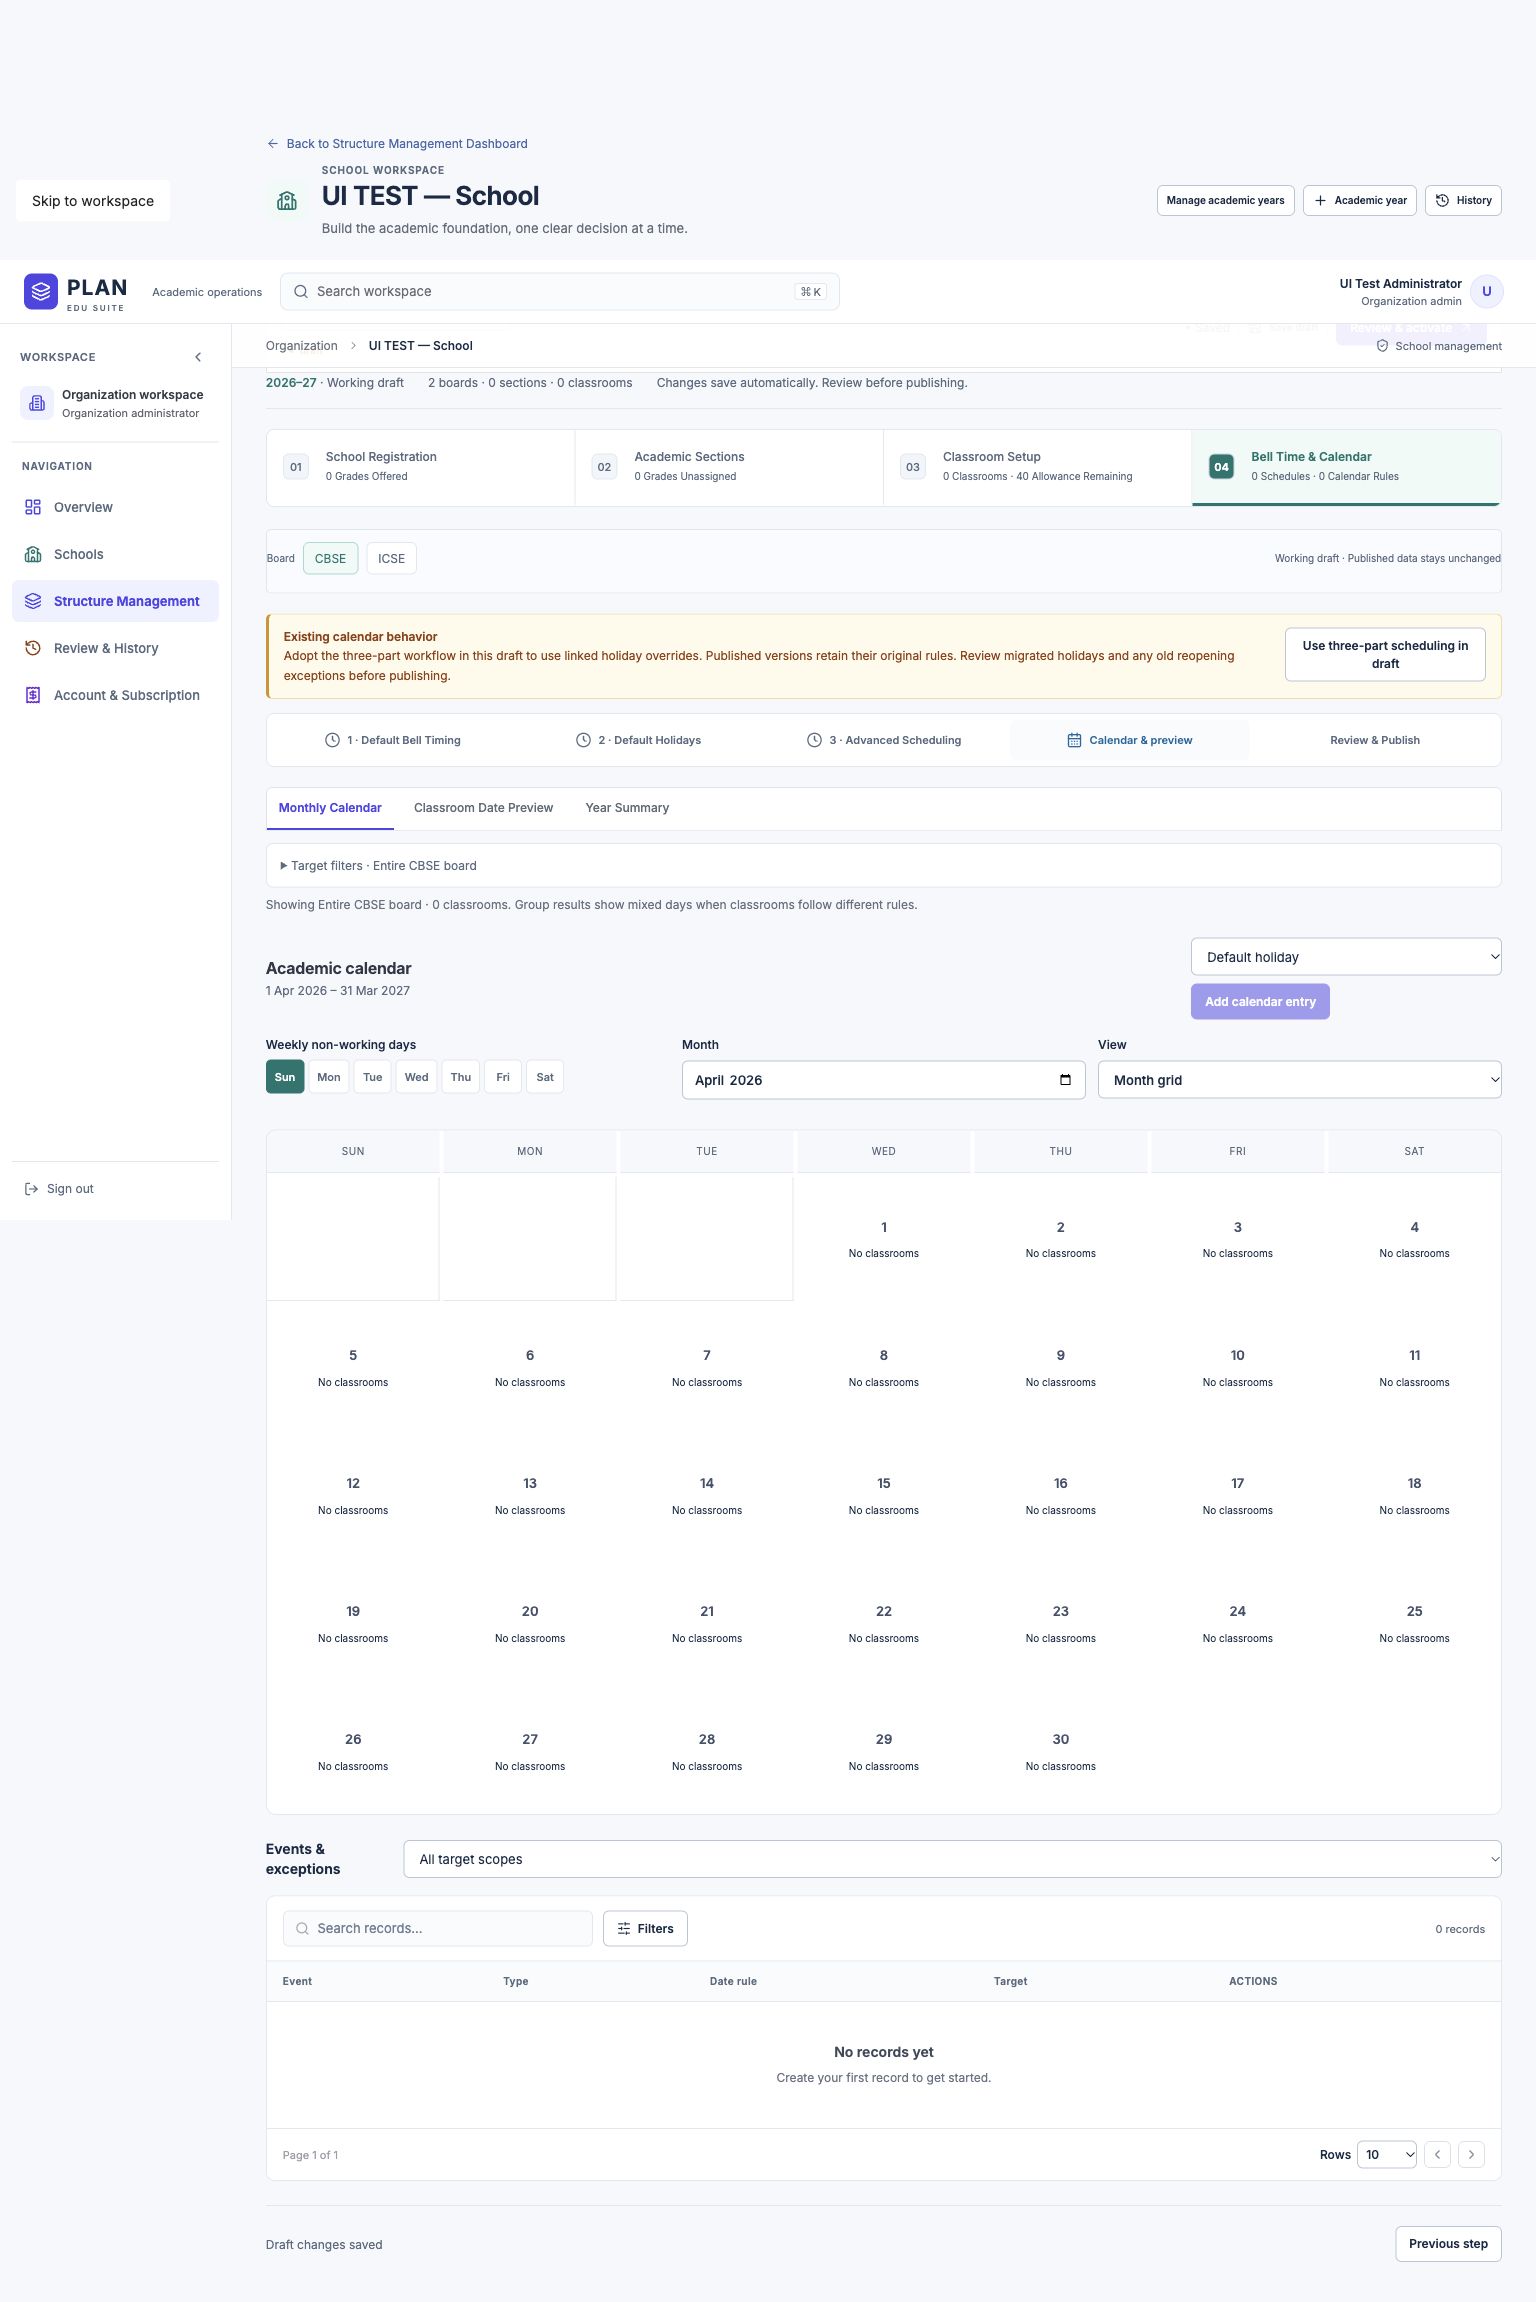 Back to Structure Management Dashboard
SCHOOL WORKSPACE
UI TEST — School
Build the academic foundation, one clear decision at a time.
Skip to workspace
Manage academic years
Academic year
History
PLAN
EDU SUITE
Academic operations
Search workspace
⌘ K
UI Test Administrator
Organization admin
U
Saved
Save draft
Review & activate
WORKSPACE
Organization
UI TEST — School
School management
Organization workspace
Organization administrator
NAVIGATION
Overview
Schools
Structure Management
Review & History
Account & Subscription
Sign out
2026–27 · Working draft
2 boards · 0 sections · 0 classrooms
Changes save automatically. Review before publishing.
01
School Registration
0 Grades Offered
02
Academic Sections
0 Grades Unassigned
03
Classroom Setup
0 Classrooms · 40 Allowance Remaining
04
Bell Time & Calendar
0 Schedules · 0 Calendar Rules
Board
CBSE
ICSE
Working draft · Published data stays unchanged
Existing calendar behavior
Adopt the three-part workflow in this draft to use linked holiday overrides. Published versions retain their original rules. Review migrated holidays and any old reopening
exceptions before publishing.
Use three-part scheduling in
draft
1 · Default Bell Timing
2 · Default Holidays
3 · Advanced Scheduling
Calendar & preview
Review & Publish
Monthly Calendar
Classroom Date Preview
Year Summary
Target filters · Entire CBSE board
Showing Entire CBSE board · 0 classrooms. Group results show mixed days when classrooms follow different rules.
Academic calendar
1 Apr 2026 – 31 Mar 2027
Default holiday
Add calendar entry
Weekly non-working days
Sun Mon Tue Wed Thu Fri Sat
Month
April 2026
View
Month grid
SUN MON TUE WED THU FRI SAT
1 2 3 4
No classrooms No classrooms No classrooms No classrooms
5 6 7 8 9 10 11
No classrooms No classrooms No classrooms No classrooms No classrooms No classrooms No classrooms
12 13 14 15 16 17 18
No classrooms No classrooms No classrooms No classrooms No classrooms No classrooms No classrooms
19 20 21 22 23 24 25
No classrooms No classrooms No classrooms No classrooms No classrooms No classrooms No classrooms
26 27 28 29 30
No classrooms No classrooms No classrooms No classrooms No classrooms
Events &
exceptions
All target scopes
Search records...
Filters
0 records
Event Type Date rule Target ACTIONS
No records yet
Create your first record to get started.
Page 1 of 1
Rows 10
Draft changes saved
Previous step